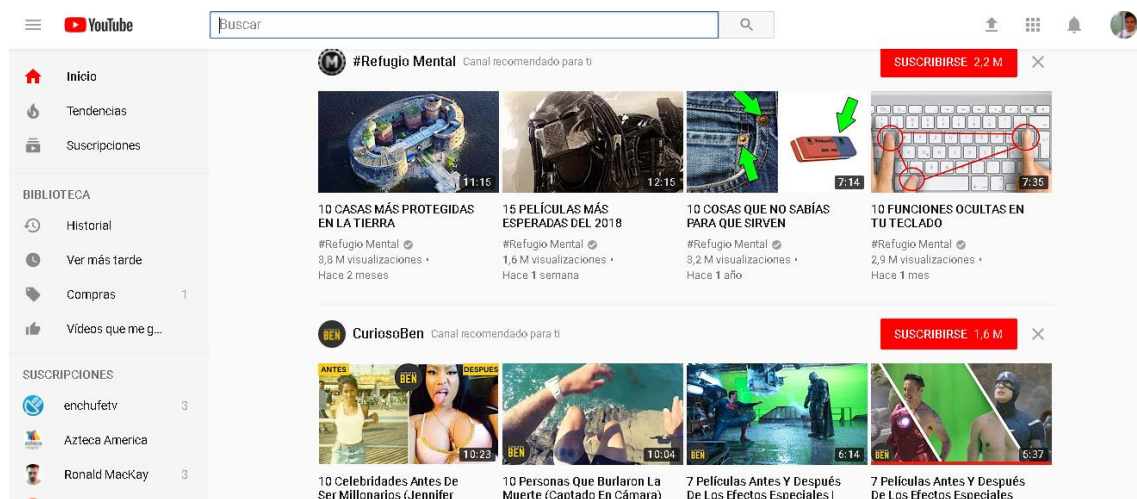 YouTube
Buscar
Inicio
Tendencias
Suscripciones
BIBLIOTECA
Historial
Ver más tarde
Compras 1
Vídeos que me g...
SUSCRIPCIONES
enchufetv 3
Azteca America
Ronald MacKay 3
#Refugio Mental Canal recomendado para ti
SUSCRIBIRSE 2,2 M
11:15
12:15
7:14
7:35
10 CASAS MÁS PROTEGIDAS
EN LA TIERRA
#Refugio Mental
3,8 M visualizaciones •
Hace 2 meses
15 PELÍCULAS MÁS
ESPERADAS DEL 2018
#Refugio Mental
1,6 M visualizaciones •
Hace 1 semana
10 COSAS QUE NO SABÍAS
PARA QUE SIRVEN
#Refugio Mental
3,2 M visualizaciones •
Hace 1 año
10 FUNCIONES OCULTAS EN
TU TECLADO
#Refugio Mental
2,9 M visualizaciones •
Hace 1 mes
BEN
CuriosoBen Canal recomendado para ti
SUSCRIBIRSE 1,6 M
ANTES
BEN
DESPUES
10:23
BEN
10:04
BEN
6:14
BEN
5:37
10 Celebridades Antes De
Ser Millonarios (Jennifer
10 Personas Que Burlaron La
Muerte (Captado En Cámara)
7 Películas Antes Y Después
De Los Efectos Especiales |
7 Películas Antes Y Después
De Los Efectos Especiales